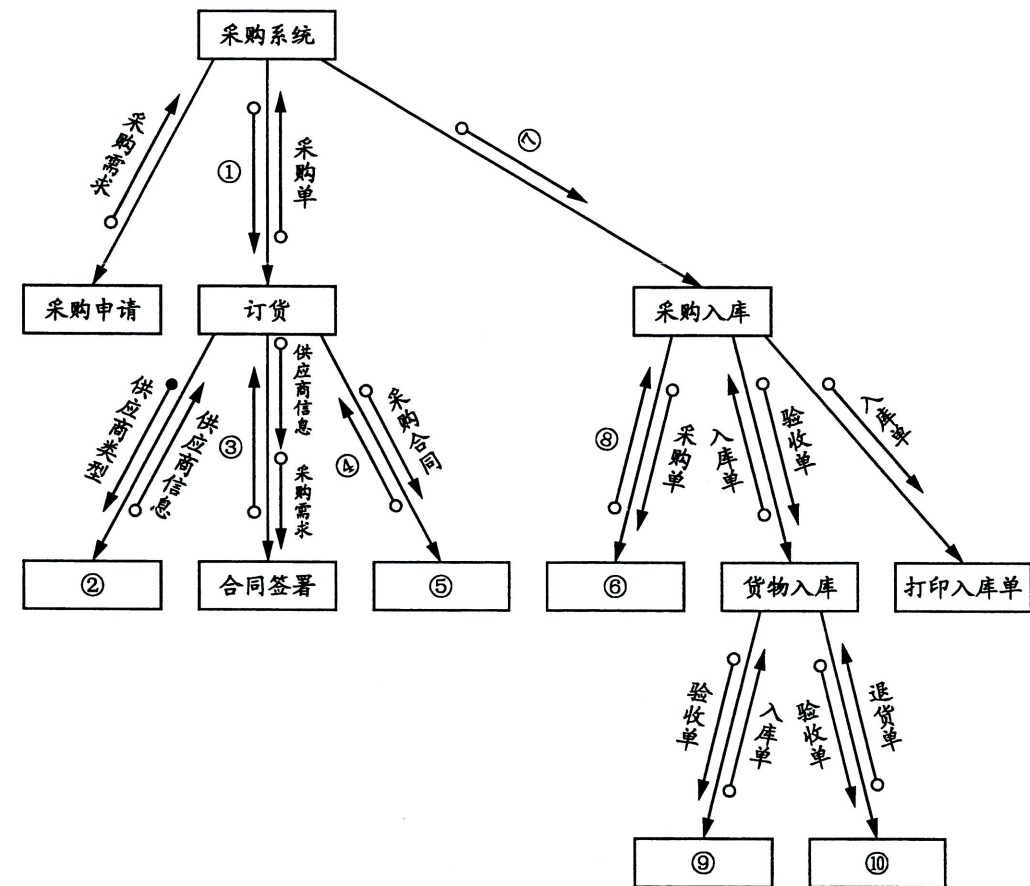 采购系统
采购需求
①
采购单
⑦
采购申请
订货
采购入库
供应商类型
供应商信息
③
供应商信息
采购需求
④
采购合同
⑧
采购单
入库单
验收单
入库单
②
合同签署
⑤
⑥
货物入库
打印入库单
验收单
入库单
验收单
退货单
⑨
⑩